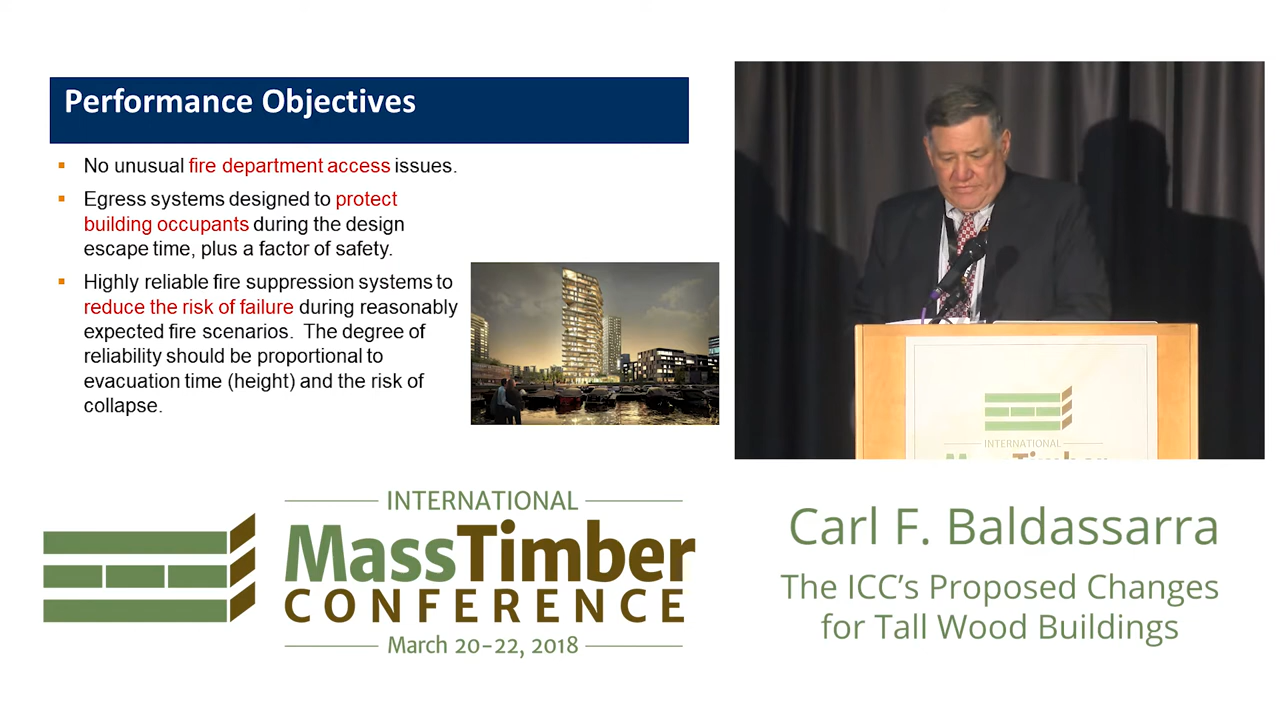 Performance Objectives
No unusual fire department access issues.
Egress systems designed to protect
building occupants during the design
escape time, plus a factor of safety.
Highly reliable fire suppression systems to
reduce the risk of failure during reasonably
expected fire scenarios. The degree of
reliability should be proportional to
evacuation time (height) and the risk of
collapse.
INTERNATIONAL
MassTimber
INTERNATIONAL
MassTimber
CONFERENCE
March 20–22, 2018
Carl F. Baldassarra
The ICC’s Proposed Changes
for Tall Wood Buildings